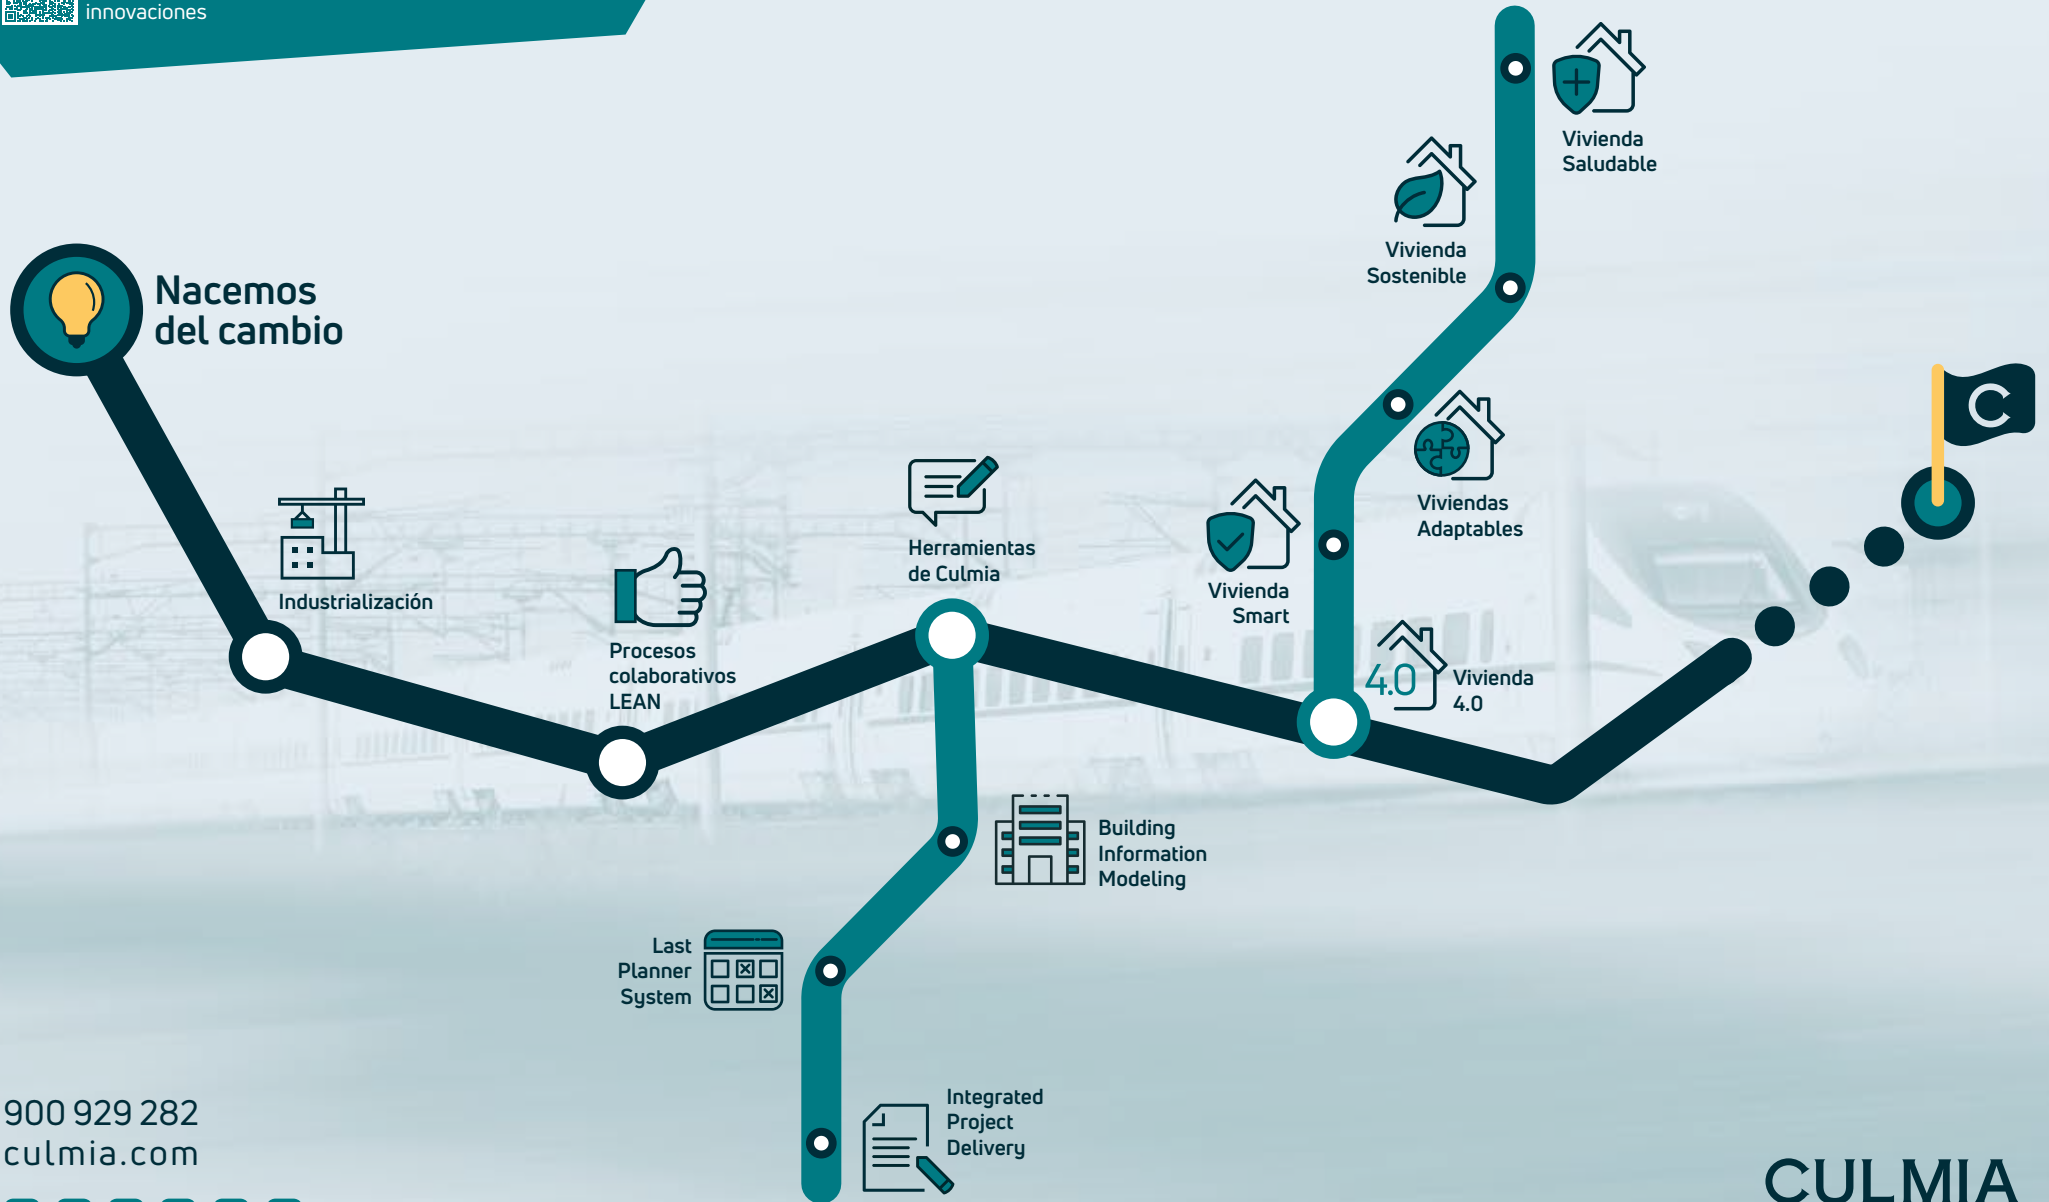 innovaciones
Nacemos
del cambio
Industrialización
Procesos
colaborativos
LEAN
Herramientas
de Culmia
Building
Information
Modeling
Last
Planner
System
Integrated
Project
Delivery
4.0
Vivienda
4.0
Vivienda
Smart
Viviendas
Adaptables
Vivienda
Sostenible
Vivienda
Saludable
C
900 929 282
culmia.com
CULMIA